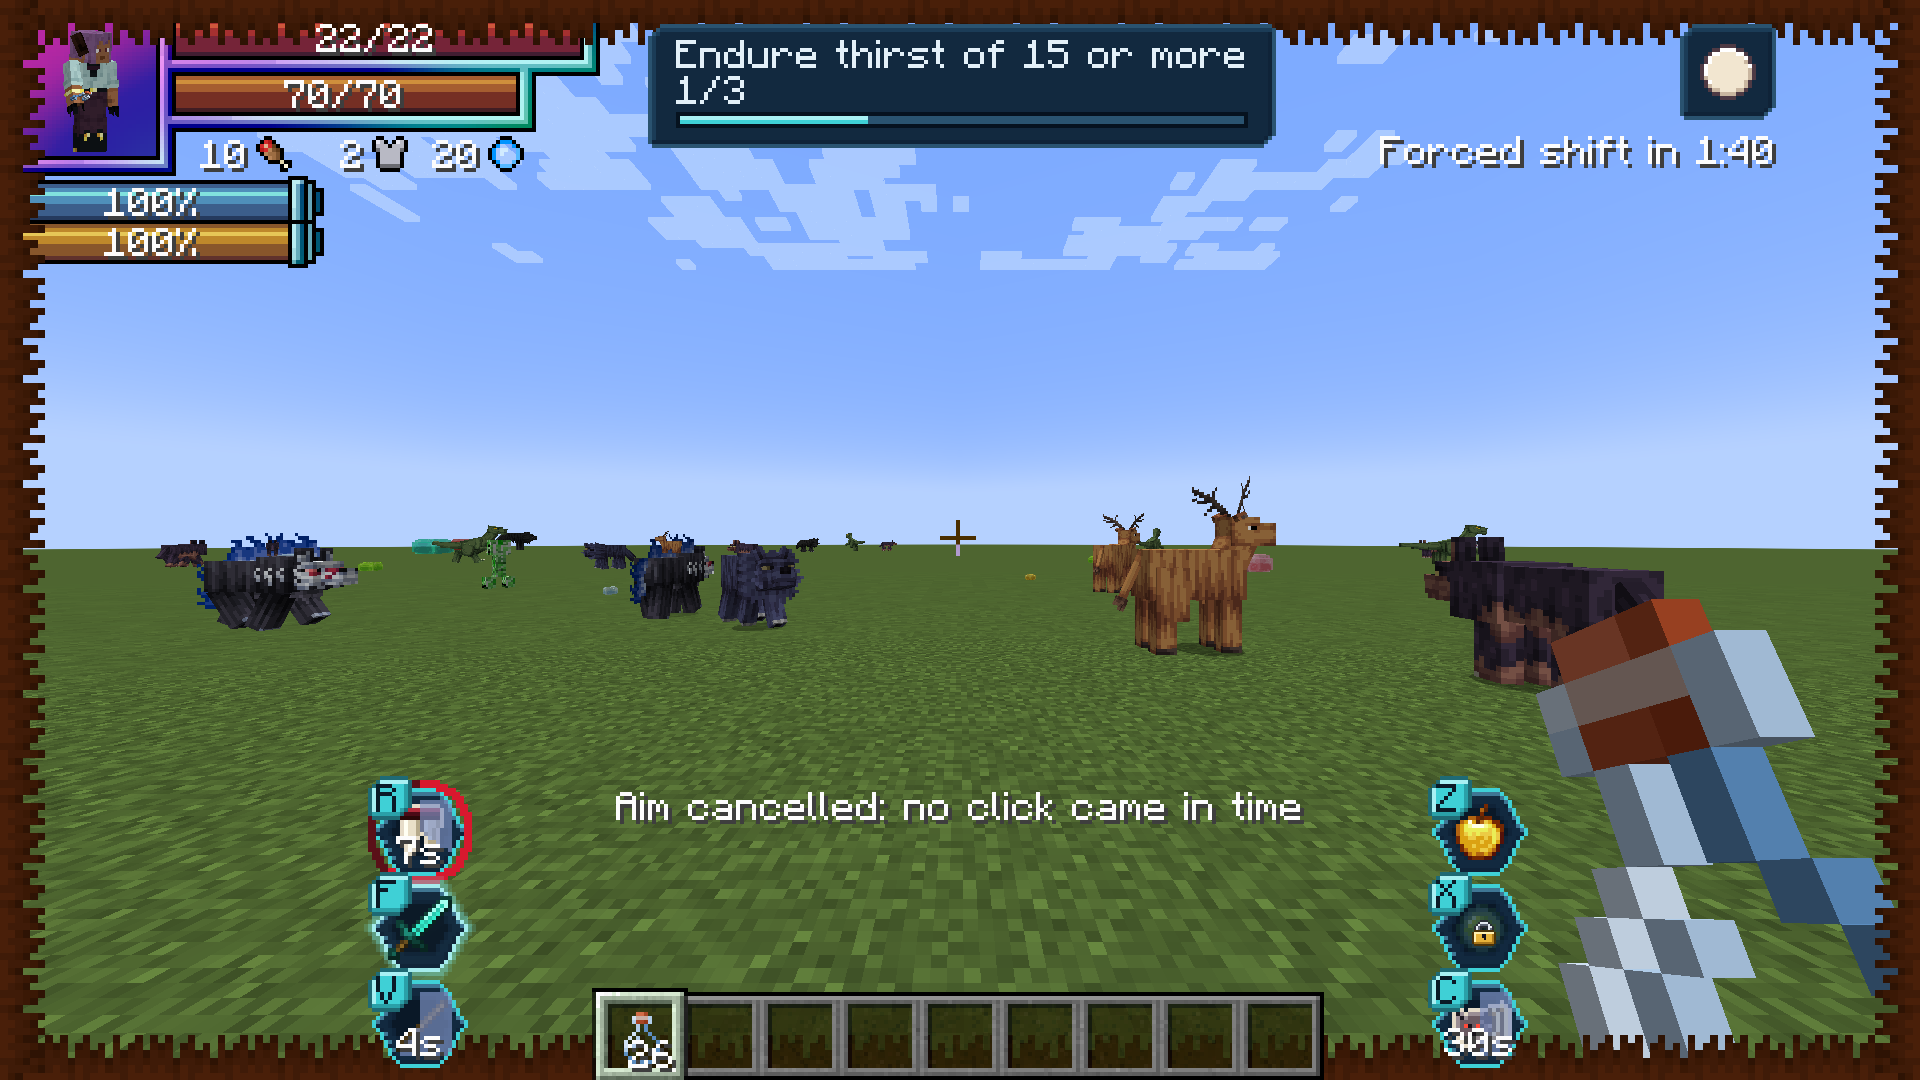 22/22
70/70
10
2
20
100%
100%
Endure thirst of 15 or more
1/3
Forced shift in 1:40
Aim cancelled: no click came in time
R
7s
F
V
4s
Z
X
C
30s
26